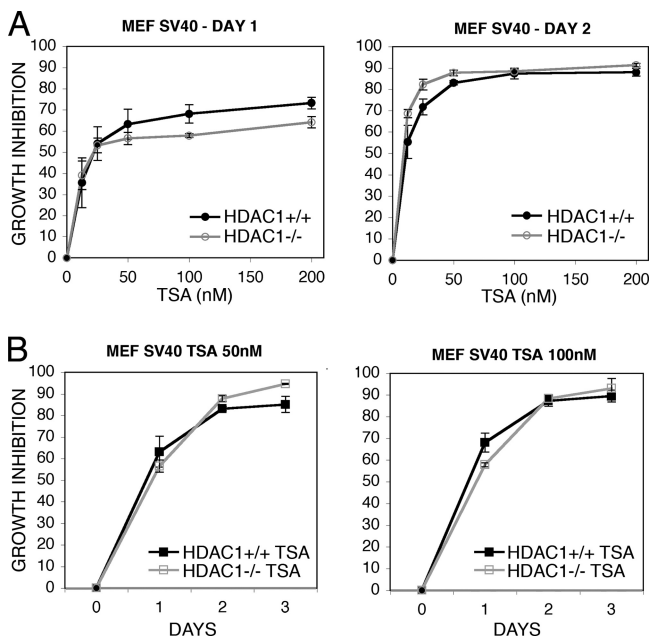 A
MEF SV40 - DAY 1
100
90
80
70
60
50
40
30
20
10
0
GROWTH INHIBITION
HDAC1+/+
HDAC1-/-
0 50 100 150 200
TSA (nM)
MEF SV40 - DAY 2
100
90
80
70
60
50
40
30
20
10
0
HDAC1+/+
HDAC1-/-
0 50 100 150 200
TSA (nM)
B
MEF SV40 TSA 50nM
100
90
80
70
60
50
40
30
20
10
0
GROWTH INHIBITION
HDAC1+/+ TSA
HDAC1-/- TSA
0 1 2 3
DAYS
MEF SV40 TSA 100nM
100
90
80
70
60
50
40
30
20
10
0
HDAC1+/+ TSA
HDAC1-/- TSA
0 1 2 3
DAYS